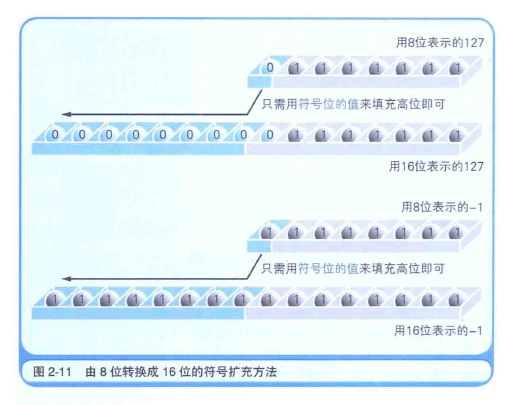 用8位表示的127
0 1 1 1 1 1 1 1
只需用符号位的值来填充高位即可
0 0 0 0 0 0 0 0 0 1 1 1 1 1 1 1
用16位表示的127
用8位表示的–1
1 1 1 1 1 1 1 1
只需用符号位的值来填充高位即可
1 1 1 1 1 1 1 1 1 1 1 1 1 1 1 1
用16位表示的–1
图 2-11 由 8 位转换成 16 位的符号扩充方法